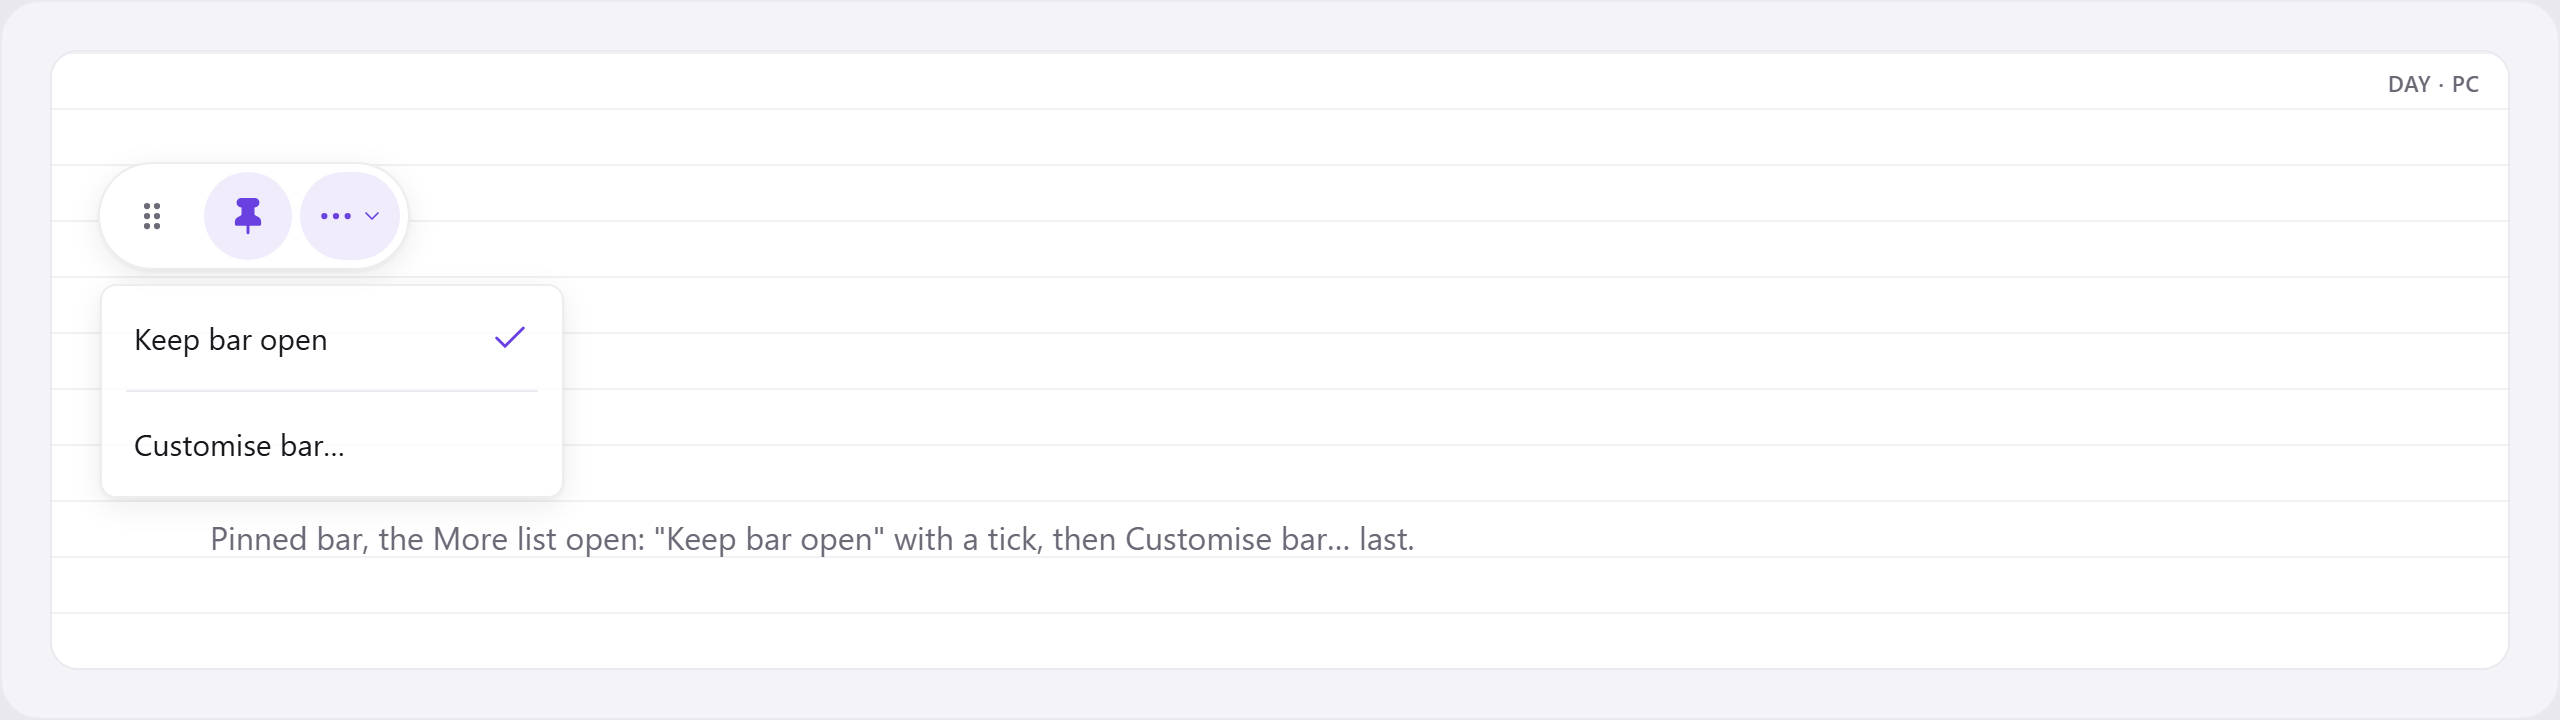 DAY · PC
Keep bar open
Customise bar...
Pinned bar, the More list open: "Keep bar open" with a tick, then Customise bar... last.